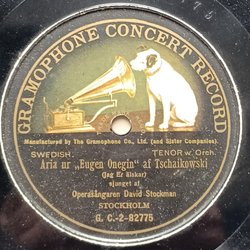 GRAMOPHONE CONCERT RECORD
Manufactured by The Gramophone Co., Ltd. (and Sister Companies).
SWEDISH. TENOR w. Orch.
Aria ur „Eugen Onegin“ af Tschaikowski
(Jag Er älskar)
sjunget af
Operasångaren David Stockman
STOCKHOLM
G. C.-2-82775